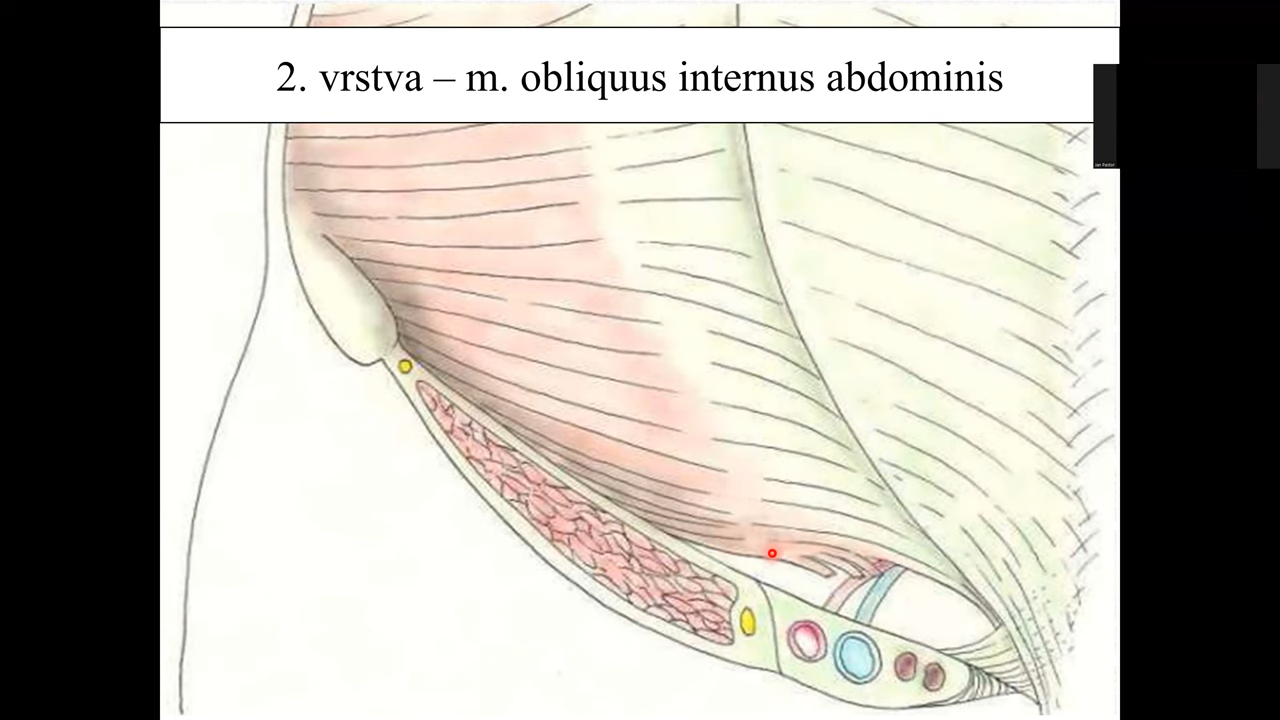 2. vrstva – m. obliquus internus abdominis